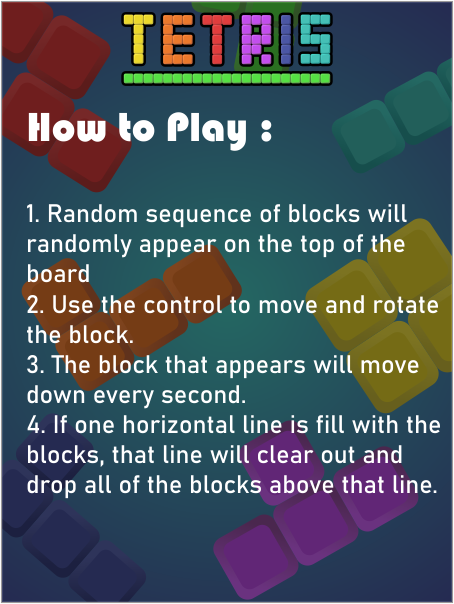 TETRIS
How to Play :
1. Random sequence of blocks will
randomly appear on the top of the
board
2. Use the control to move and rotate
the block.
3. The block that appears will move
down every second.
4. If one horizontal line is fill with the
blocks, that line will clear out and
drop all of the blocks above that line.